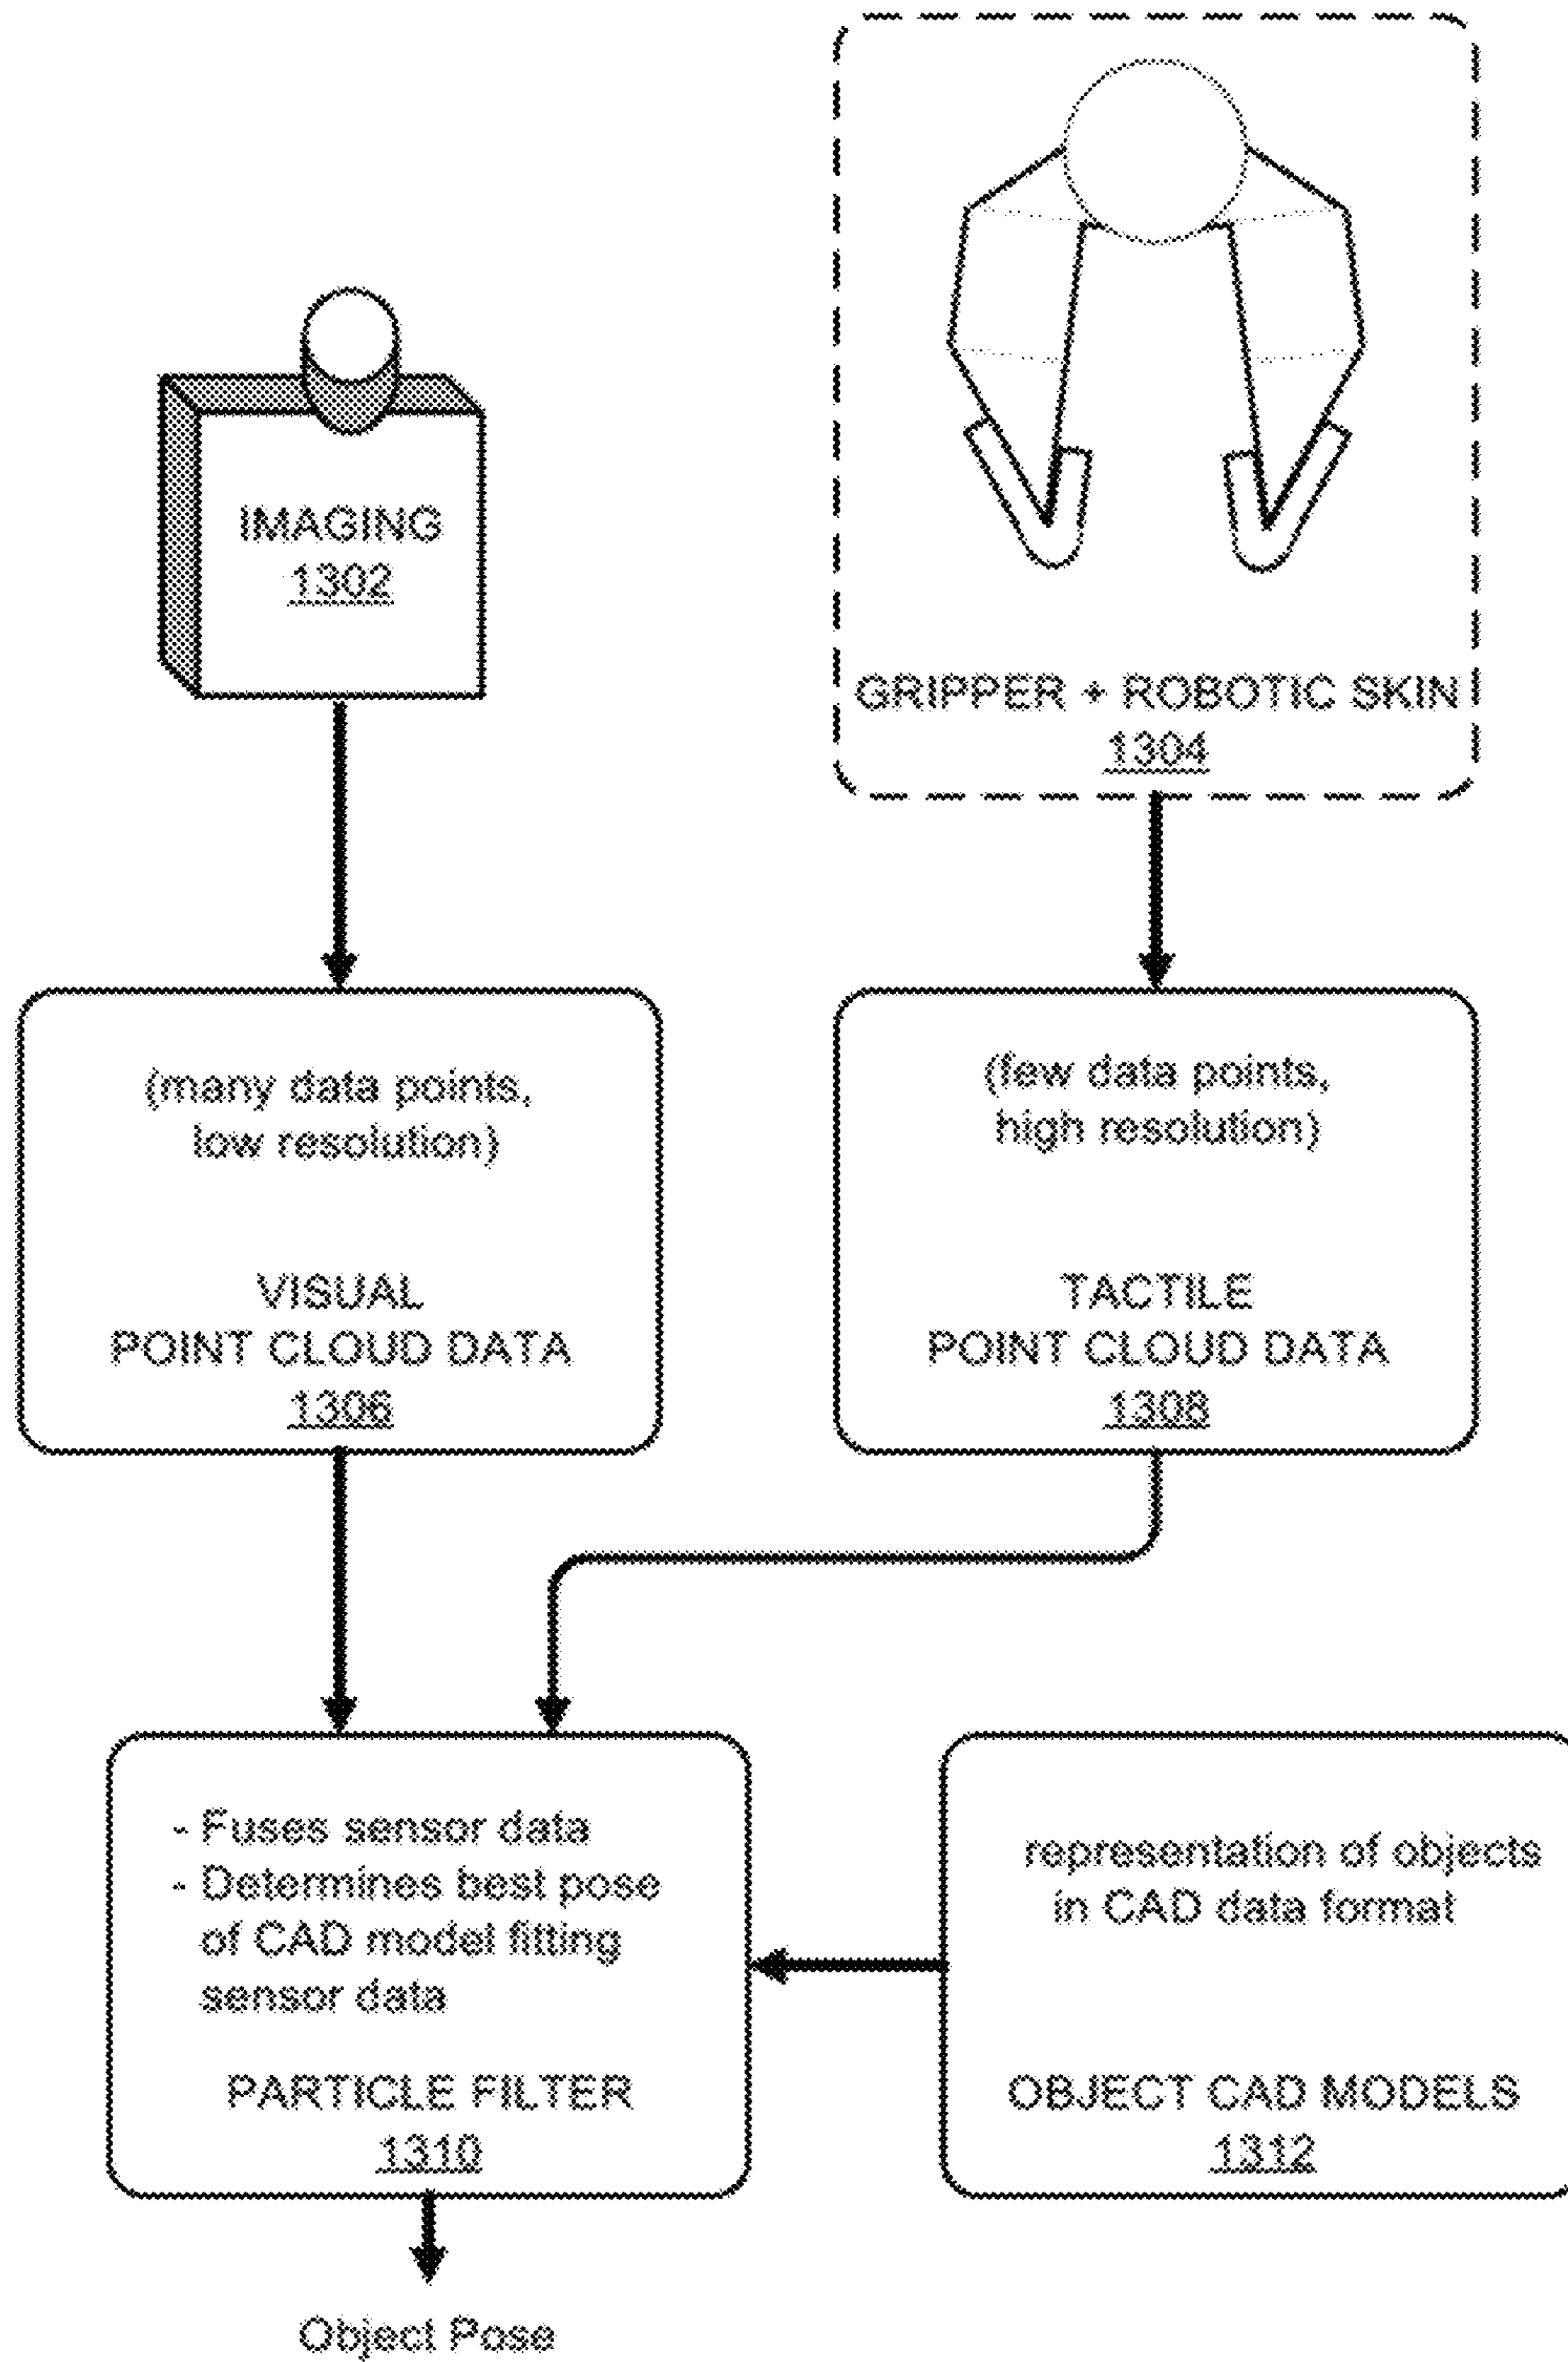 IMAGING
1302
GRIPPER + ROBOTIC SKIN
1304
(many data points,
low resolution)
VISUAL
POINT CLOUD DATA
1306
(few data points,
high resolution)
TACTILE
POINT CLOUD DATA
1308
- Fuses sensor data
- Determines best pose
of CAD model fitting
sensor data
PARTICLE FILTER
1310
representation of objects
in CAD data format
OBJECT CAD MODELS
1312
Object Pose